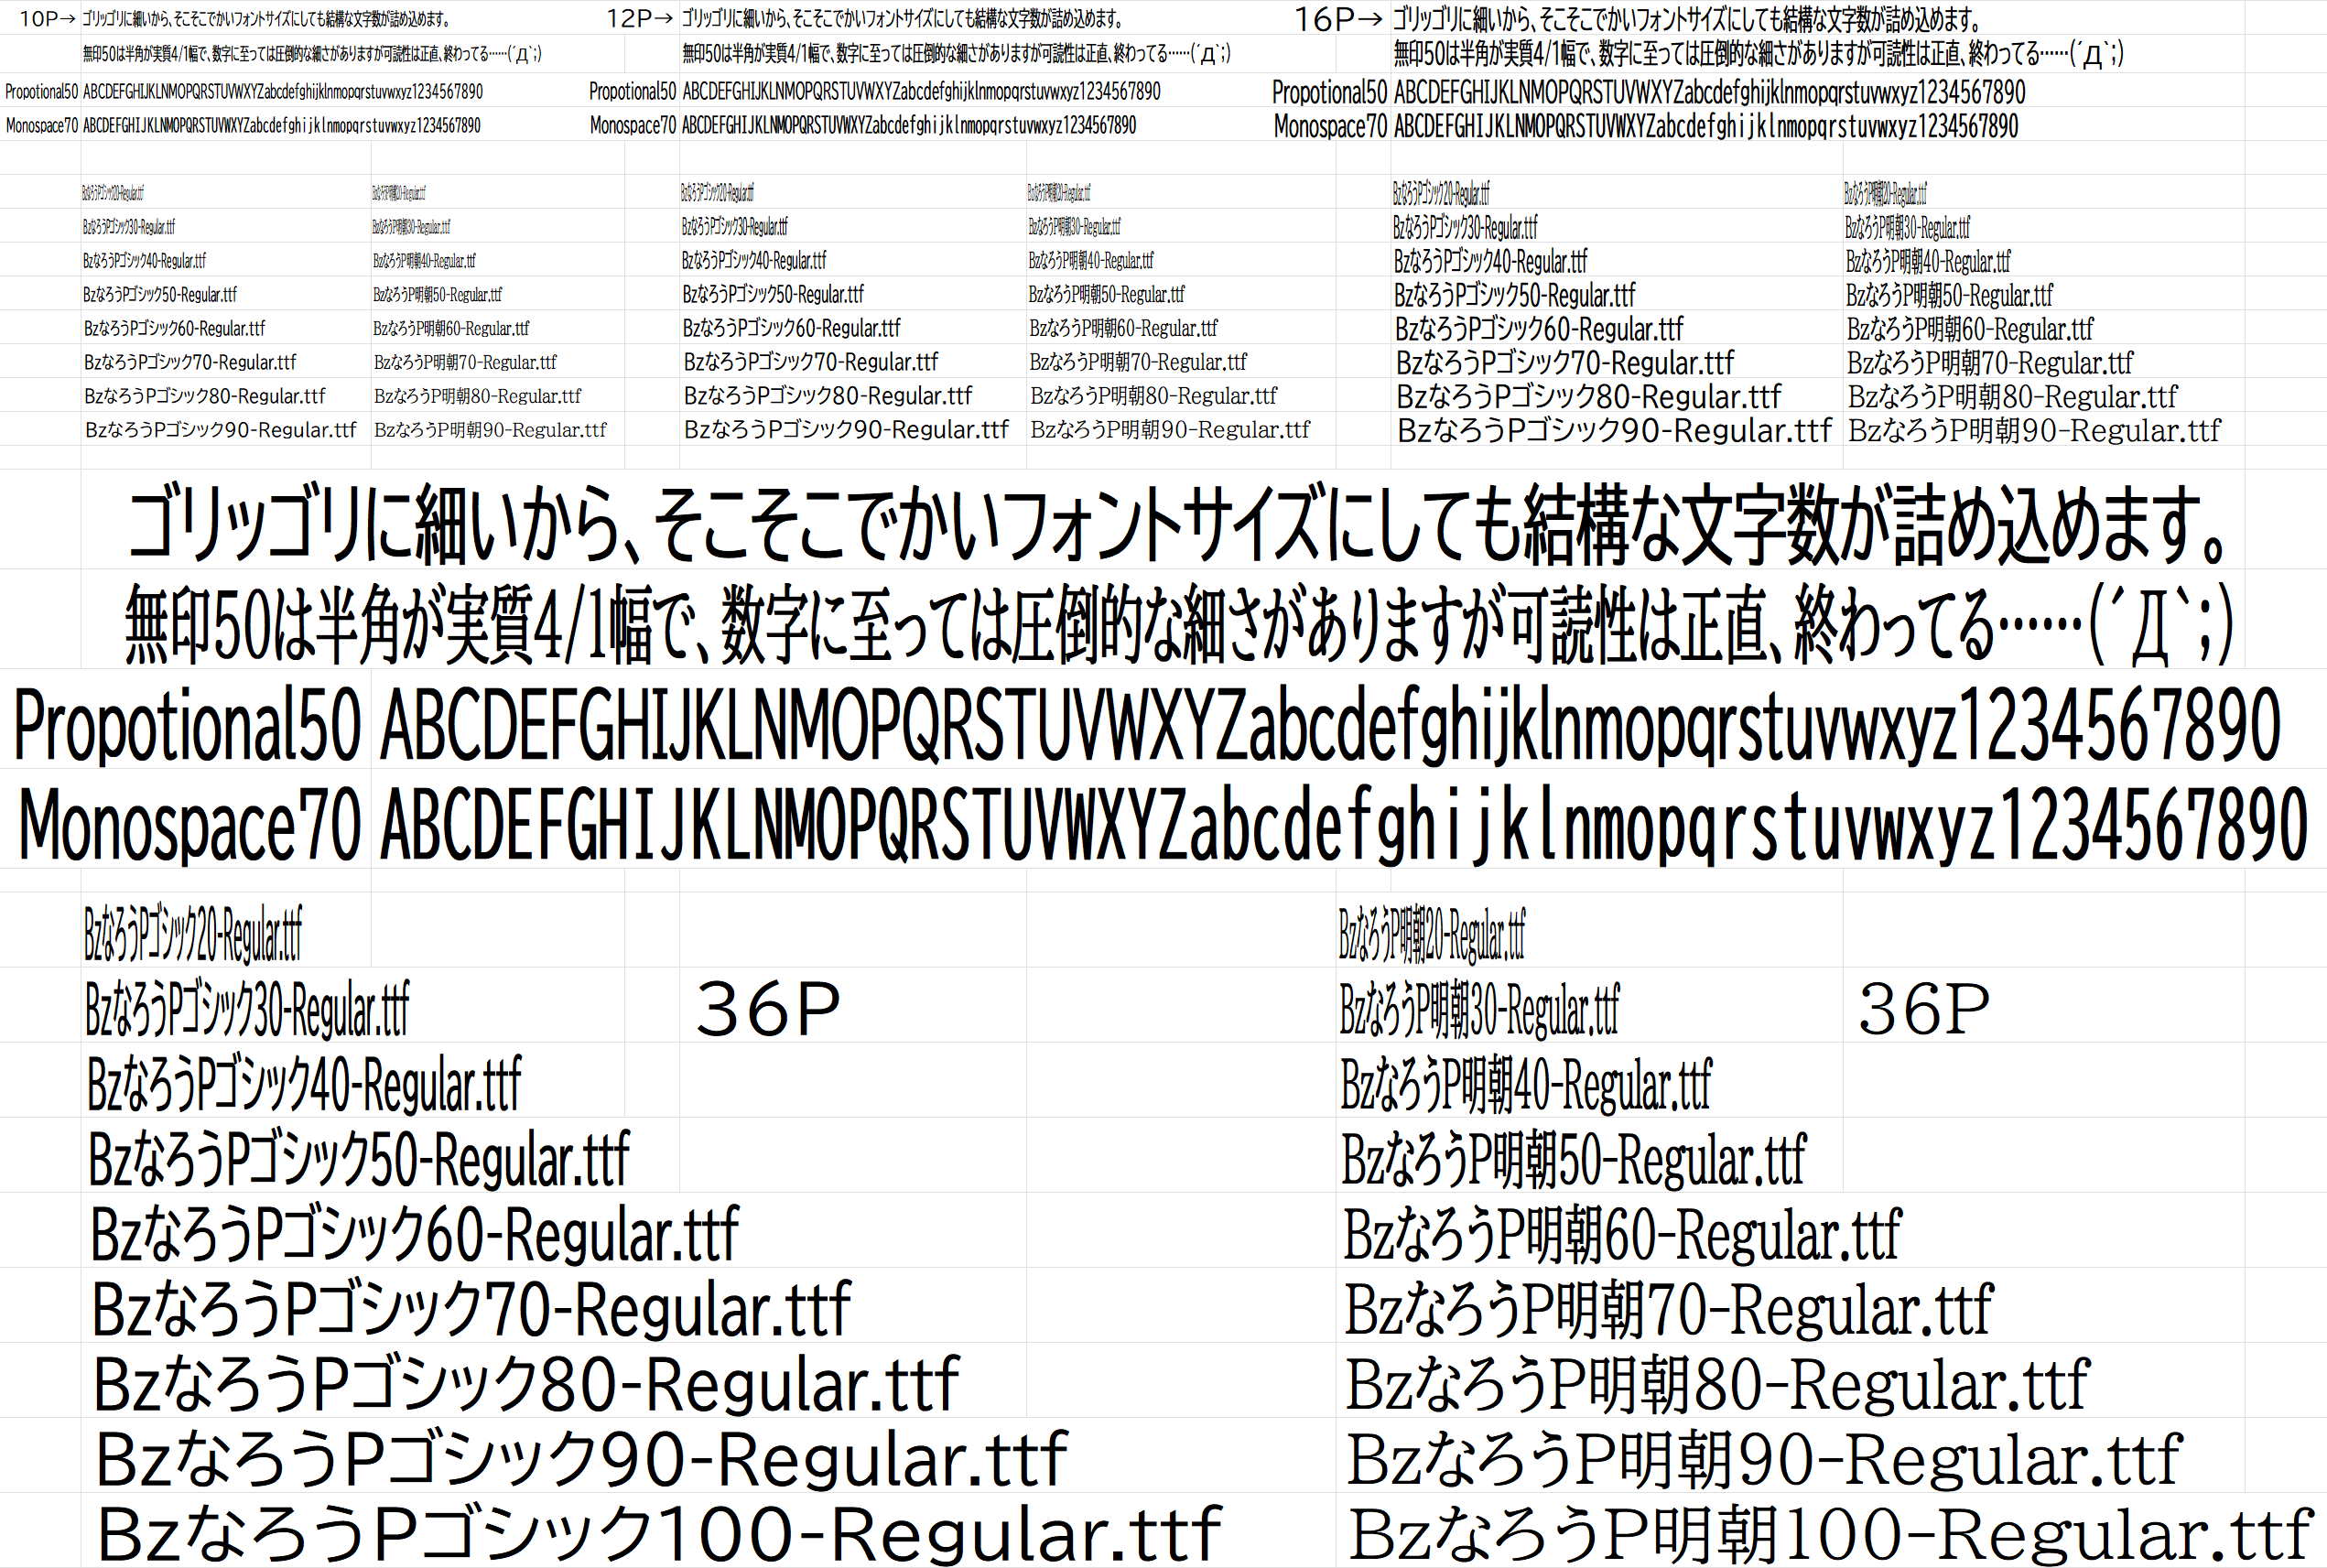 10P→ ゴリッゴリに細いから、そこそこでかいフォントサイズにしても結構な文字数が詰め込めます。 12P→ ゴリッゴリに細いから、そこそこでかいフォントサイズにしても結構な文字数が詰め込めます。 16P→ ゴリッゴリに細いから、そこそこでかいフォントサイズにしても結構な文字数が詰め込めます。
無印50は半角が実質4/1幅で、数字に至っては圧倒的な細さがありますが可読性は正直、終わってる……(´Д`;) 無印50は半角が実質4/1幅で、数字に至っては圧倒的な細さがありますが可読性は正直、終わってる……(´Д`;) 無印50は半角が実質4/1幅で、数字に至っては圧倒的な細さがありますが可読性は正直、終わってる……(´Д`;)
Propotional50 ABCDEFGHIJKLNMOPQRSTUVWXYZabcdefghijklnmopqrstuvwxyz1234567890 Propotional50 ABCDEFGHIJKLNMOPQRSTUVWXYZabcdefghijklnmopqrstuvwxyz1234567890 Propotional50 ABCDEFGHIJKLNMOPQRSTUVWXYZabcdefghijklnmopqrstuvwxyz1234567890
Monospace70 ABCDEFGHIJKLNMOPQRSTUVWXYZabcdefghijklnmopqrstuvwxyz1234567890 Monospace70 ABCDEFGHIJKLNMOPQRSTUVWXYZabcdefghijklnmopqrstuvwxyz1234567890 Monospace70 ABCDEFGHIJKLNMOPQRSTUVWXYZabcdefghijklnmopqrstuvwxyz1234567890
BzなろうPゴシック20-Regular.ttf BzなろうP明朝20-Regular.ttf BzなろうPゴシック20-Regular.ttf BzなろうP明朝20-Regular.ttf BzなろうPゴシック20-Regular.ttf BzなろうP明朝20-Regular.ttf
BzなろうPゴシック30-Regular.ttf BzなろうP明朝30-Regular.ttf BzなろうPゴシック30-Regular.ttf BzなろうP明朝30-Regular.ttf BzなろうPゴシック30-Regular.ttf BzなろうP明朝30-Regular.ttf
BzなろうPゴシック40-Regular.ttf BzなろうP明朝40-Regular.ttf BzなろうPゴシック40-Regular.ttf BzなろうP明朝40-Regular.ttf BzなろうPゴシック40-Regular.ttf BzなろうP明朝40-Regular.ttf
BzなろうPゴシック50-Regular.ttf BzなろうP明朝50-Regular.ttf BzなろうPゴシック50-Regular.ttf BzなろうP明朝50-Regular.ttf BzなろうPゴシック50-Regular.ttf BzなろうP明朝50-Regular.ttf
BzなろうPゴシック60-Regular.ttf BzなろうP明朝60-Regular.ttf BzなろうPゴシック60-Regular.ttf BzなろうP明朝60-Regular.ttf BzなろうPゴシック60-Regular.ttf BzなろうP明朝60-Regular.ttf
BzなろうPゴシック70-Regular.ttf BzなろうP明朝70-Regular.ttf BzなろうPゴシック70-Regular.ttf BzなろうP明朝70-Regular.ttf BzなろうPゴシック70-Regular.ttf BzなろうP明朝70-Regular.ttf
BzなろうPゴシック80-Regular.ttf BzなろうP明朝80-Regular.ttf BzなろうPゴシック80-Regular.ttf BzなろうP明朝80-Regular.ttf BzなろうPゴシック80-Regular.ttf BzなろうP明朝80-Regular.ttf
BzなろうPゴシック90-Regular.ttf BzなろうP明朝90-Regular.ttf BzなろうPゴシック90-Regular.ttf BzなろうP明朝90-Regular.ttf BzなろうPゴシック90-Regular.ttf BzなろうP明朝90-Regular.ttf
ゴリッゴリに細いから、そこそこでかいフォントサイズにしても結構な文字数が詰め込めます。
無印50は半角が実質4/1幅で、数字に至っては圧倒的な細さがありますが可読性は正直、終わってる……(´Д`;)
Propotional50 ABCDEFGHIJKLNMOPQRSTUVWXYZabcdefghijklnmopqrstuvwxyz1234567890
Monospace70 ABCDEFGHIJKLNMOPQRSTUVWXYZabcdefghijklnmopqrstuvwxyz1234567890
BzなろうPゴシック20-Regular.ttf BzなろうP明朝20-Regular.ttf
BzなろうPゴシック30-Regular.ttf 36P BzなろうP明朝30-Regular.ttf 36P
BzなろうPゴシック40-Regular.ttf BzなろうP明朝40-Regular.ttf
BzなろうPゴシック50-Regular.ttf BzなろうP明朝50-Regular.ttf
BzなろうPゴシック60-Regular.ttf BzなろうP明朝60-Regular.ttf
BzなろうPゴシック70-Regular.ttf BzなろうP明朝70-Regular.ttf
BzなろうPゴシック80-Regular.ttf BzなろうP明朝80-Regular.ttf
BzなろうPゴシック90-Regular.ttf BzなろうP明朝90-Regular.ttf
BzなろうPゴシック100-Regular.ttf BzなろうP明朝100-Regular.ttf